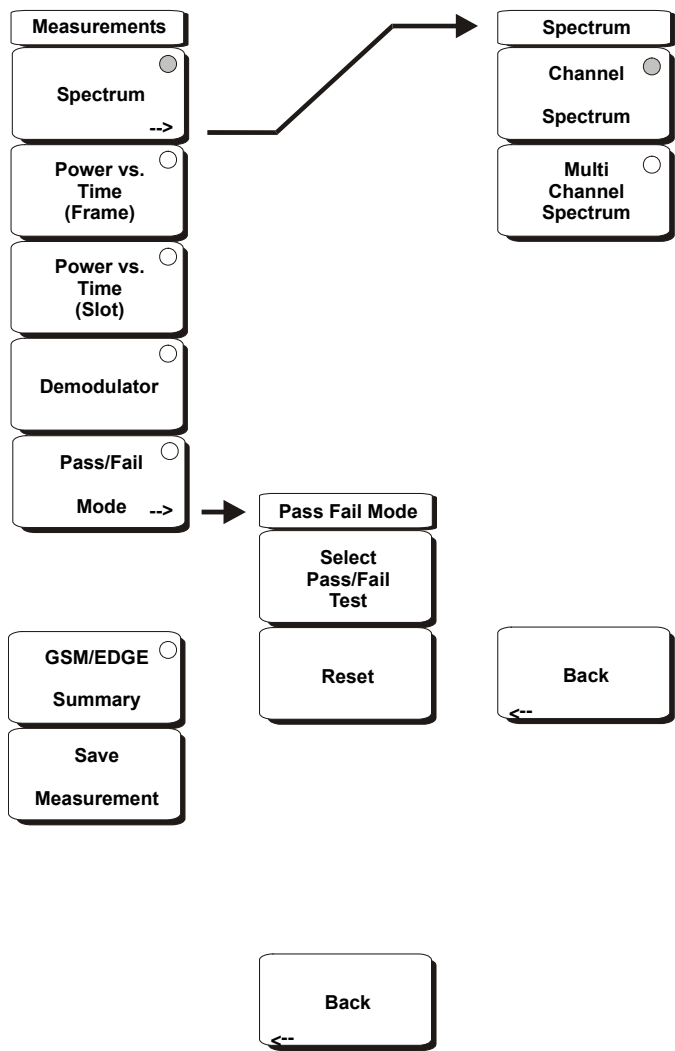 Measurements
Spectrum
-->
Power vs.
Time
(Frame)
Power vs.
Time
(Slot)
Demodulator
Pass/Fail
Mode -->
GSM/EDGE
Summary
Save
Measurement
Pass Fail Mode
Select
Pass/Fail
Test
Reset
Back
<--
Spectrum
Channel
Spectrum
Multi
Channel
Spectrum
Back
<--